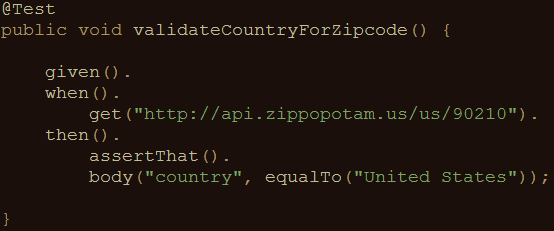 @Test
public void validateCountryForZipcode() {
given().
when().
get("http://api.zippopotam.us/us/90210").
then().
assertThat().
body("country", equalTo("United States"));
}